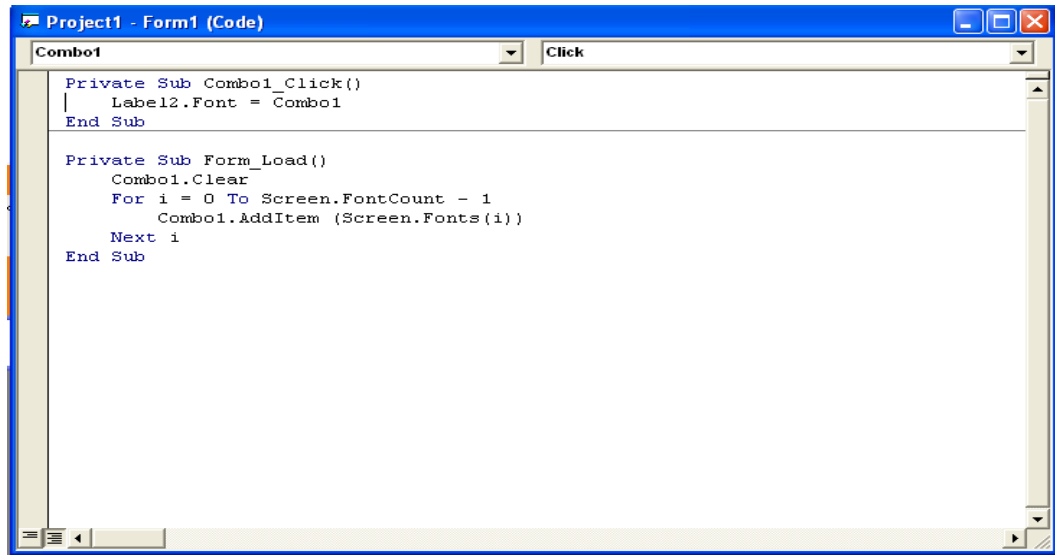 Project1 - Form1 (Code)
Combo1 Click
Private Sub Combo1_Click()
    Label2.Font = Combo1
End Sub
Private Sub Form_Load()
    Combo1.Clear
    For i = 0 To Screen.FontCount - 1
        Combo1.AddItem (Screen.Fonts(i))
    Next i
End Sub